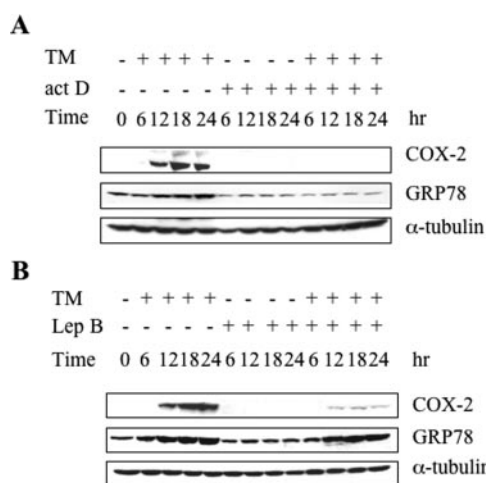 A
TM - + + + + - - - - + + + +
act D - - - - - + + + + + + + +
Time 0 6 12 18 24 6 12 18 24 6 12 18 24 hr
COX-2
GRP78
α-tubulin
B
TM - + + + + - - - - + + + +
Lep B - - - - - + + + + + + + +
Time 0 6 12 18 24 6 12 18 24 6 12 18 24 hr
COX-2
GRP78
α-tubulin